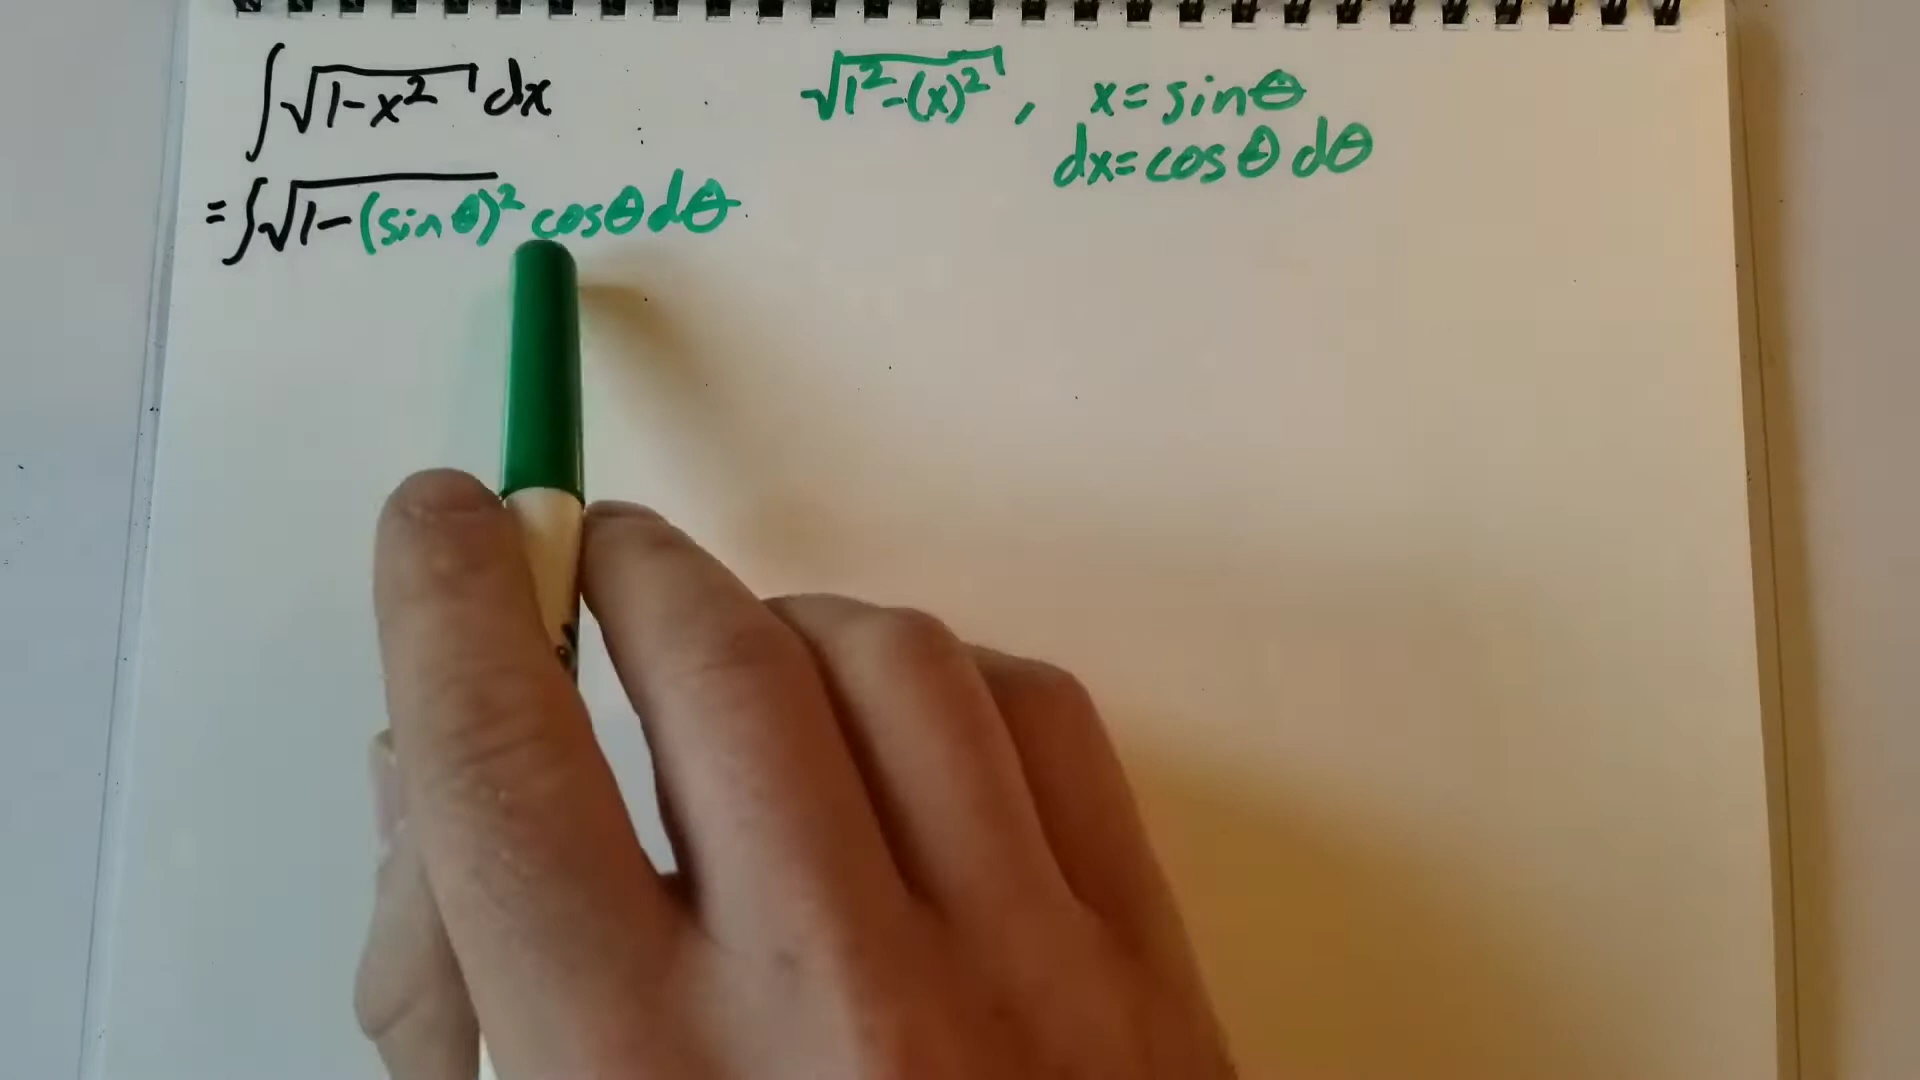 ∫√(1-x²) dx
√(1²-(x)²) , x = sinθ
dx = cosθ dθ
= ∫√(1-(sinθ)²) cosθ dθ